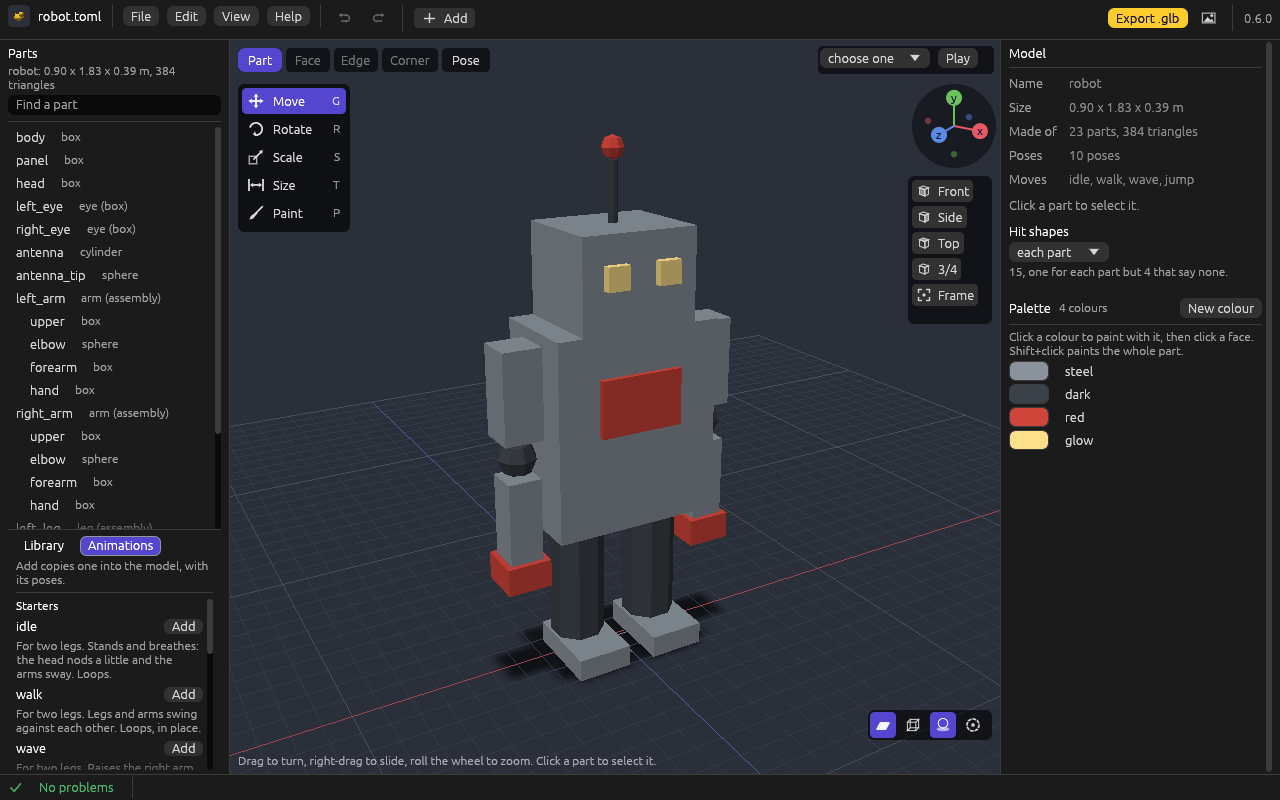 robot.toml File Edit View Help + Add Export .glb 0.6.0
Parts
robot: 0.90 x 1.83 x 0.39 m, 384
triangles
Find a part
body box
panel box
head box
left_eye eye (box)
right_eye eye (box)
antenna cylinder
antenna_tip sphere
left_arm arm (assembly)
upper box
elbow sphere
forearm box
hand box
right_arm arm (assembly)
upper box
elbow sphere
forearm box
hand box
left_leg leg (assembly)
Library Animations
Add copies one into the model, with
its poses.
Starters
idle Add
For two legs. Stands and breathes:
the head nods a little and the
arms sway. Loops.
walk Add
For two legs. Legs and arms swing
against each other. Loops, in place.
wave Add
For two legs. Raises the right arm
Part Face Edge Corner Pose
Move G
Rotate R
Scale S
Size T
Paint P
choose one Play
y
x
z
Front
Side
Top
3/4
Frame
Drag to turn, right-drag to slide, roll the wheel to zoom. Click a part to select it.
Model
Name robot
Size 0.90 x 1.83 x 0.39 m
Made of 23 parts, 384 triangles
Poses 10 poses
Moves idle, walk, wave, jump
Click a part to select it.
Hit shapes
each part
15, one for each part but 4 that say none.
Palette 4 colours New colour
Click a colour to paint with it, then click a face.
Shift+click paints the whole part.
steel
dark
red
glow
No problems